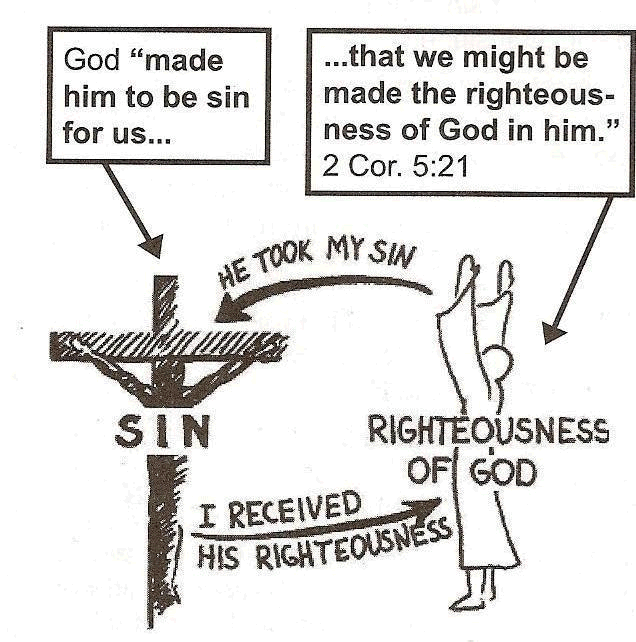 God “made
him to be sin
for us...
...that we might be
made the righteous-
ness of God in him.”
2 Cor. 5:21
HE TOOK MY SIN
SIN
RIGHTEOUSNESS
OF GOD
I RECEIVED
HIS RIGHTEOUSNESS